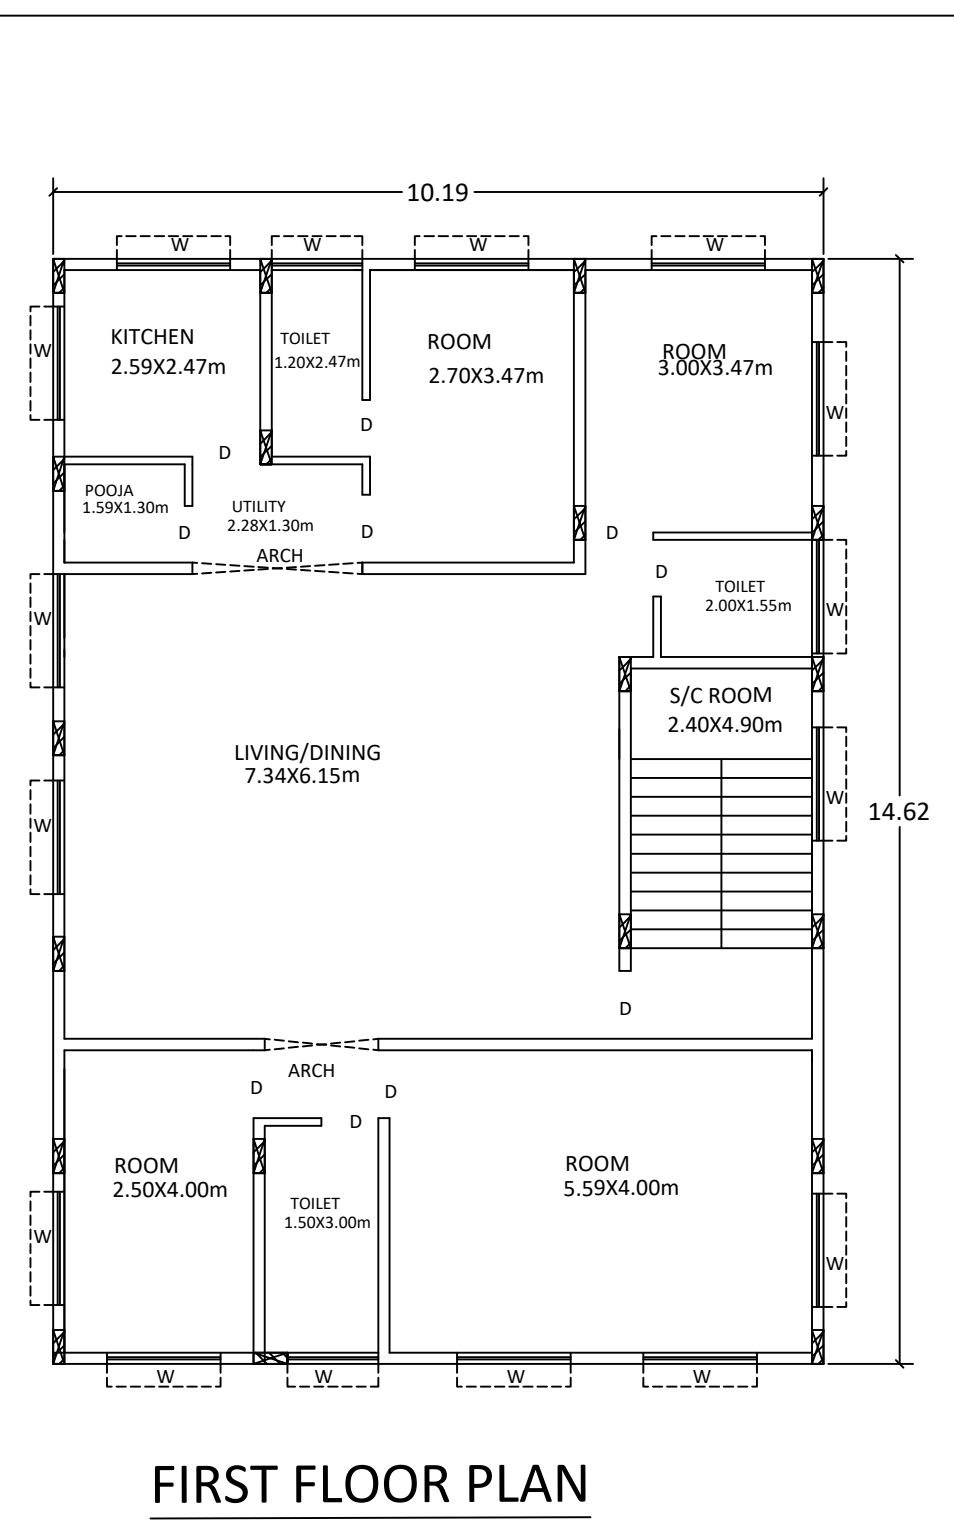 10.19
W W W W
KITCHEN
2.59X2.47m
TOILET
1.20X2.47m
ROOM
2.70X3.47m
ROOM
3.00X3.47m
W
W
D
D
POOJA
1.59X1.30m
UTILITY
2.28X1.30m
D
D
D
ARCH
D
TOILET
2.00X1.55m
W
W
S/C ROOM
2.40X4.90m
LIVING/DINING
7.34X6.15m
W
W
14.62
D
ARCH
D
D
D
ROOM
2.50X4.00m
TOILET
1.50X3.00m
ROOM
5.59X4.00m
W
W
W W W W
FIRST FLOOR PLAN